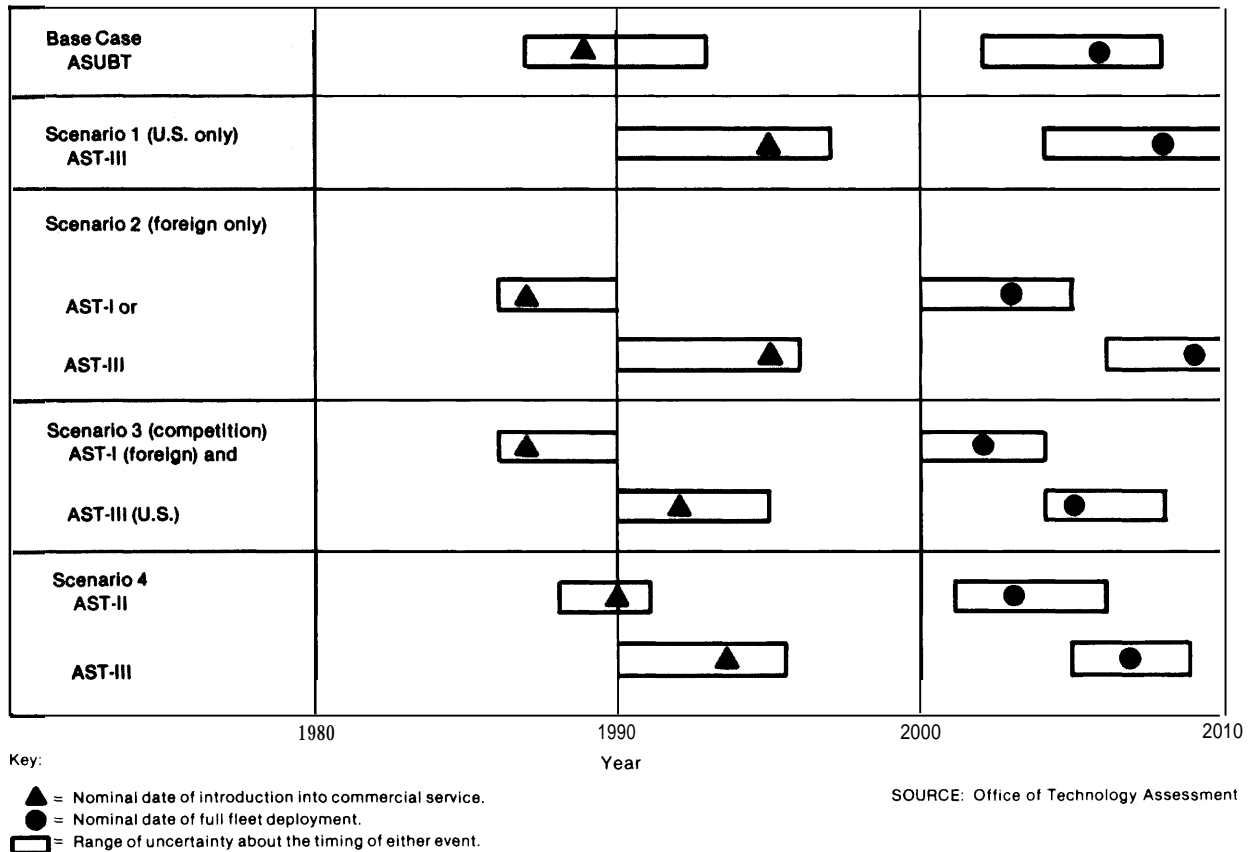 Base Case
ASUBT
Scenario 1 (U.S. only)
AST-III
Scenario 2 (foreign only)
AST-I or
AST-III
Scenario 3 (competition)
AST-I (foreign) and
AST-III (U.S.)
Scenario 4
AST-II
AST-III
1980 1990 2000 2010
Year
Key:
= Nominal date of introduction into commercial service.
= Nominal date of full fleet deployment.
= Range of uncertainty about the timing of either event.
SOURCE: Office of Technology Assessment